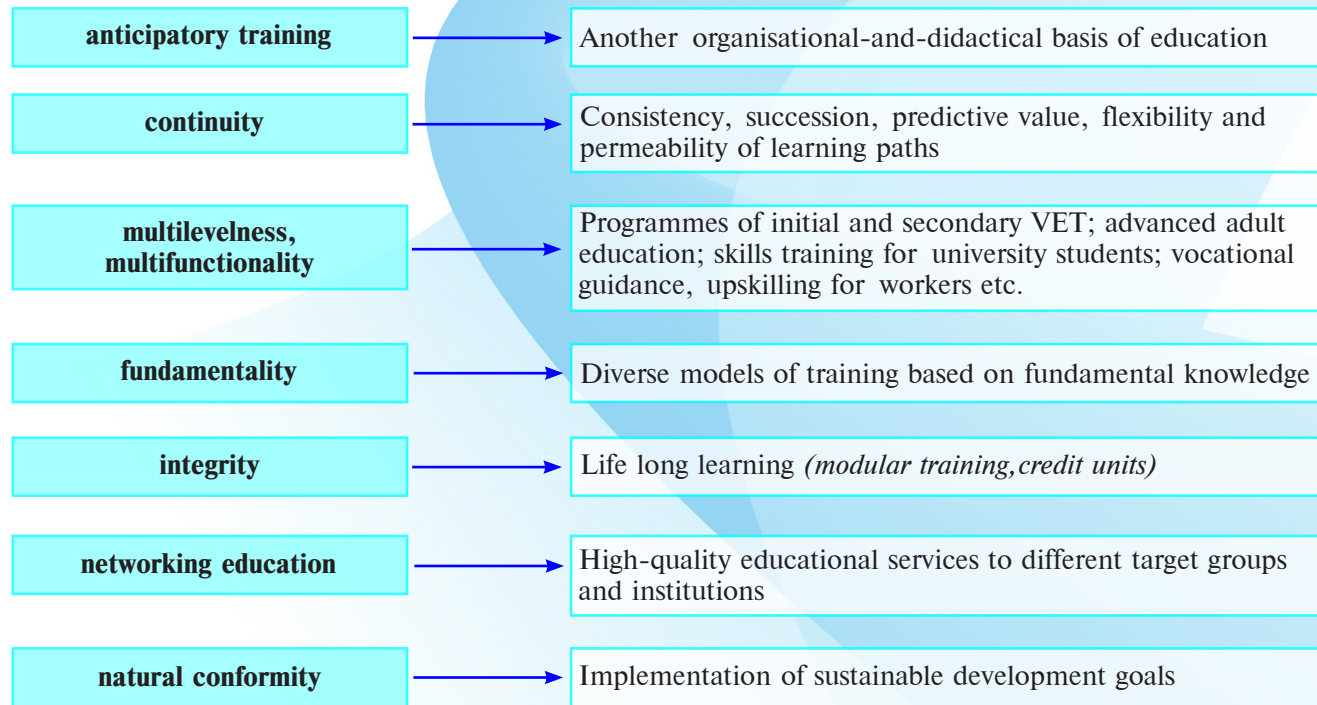 anticipatory training
Another organisational-and-didactical basis of education
continuity
Consistency, succession, predictive value, flexibility and
permeability of learning paths
multilevelness,
multifunctionality
Programmes of initial and secondary VET; advanced adult
education; skills training for university students; vocational
guidance, upskilling for workers etc.
fundamentality
Diverse models of training based on fundamental knowledge
integrity
Life long learning (modular training,credit units)
networking education
High-quality educational services to different target groups
and institutions
natural conformity
Implementation of sustainable development goals